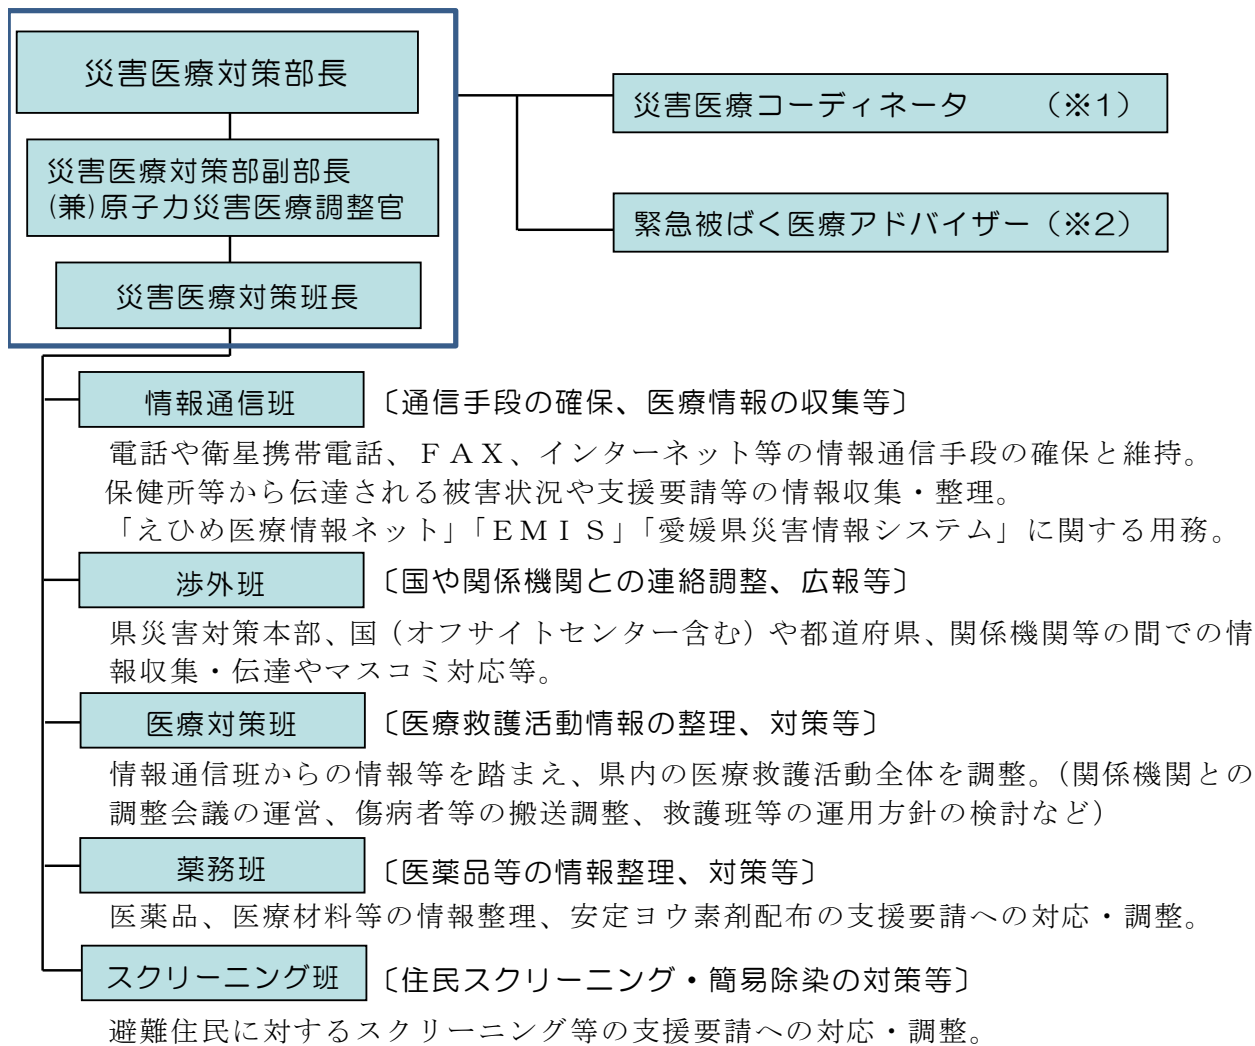 災害医療対策部長
災害医療対策部副部長
(兼)原子力災害医療調整官
災害医療対策班長
災害医療コーディネータ　　（※1）
緊急被ばく医療アドバイザー（※2）
情報通信班　〔通信手段の確保、医療情報の収集等〕
電話や衛星携帯電話、ＦＡＸ、インターネット等の情報通信手段の確保と維持。
保健所等から伝達される被害状況や支援要請等の情報収集・整理。
「えひめ医療情報ネット」「ＥＭＩＳ」「愛媛県災害情報システム」に関する用務。
渉外班　〔国や関係機関との連絡調整、広報等〕
県災害対策本部、国（オフサイトセンター含む）や都道府県、関係機関等の間での情
報収集・伝達やマスコミ対応等。
医療対策班　〔医療救護活動情報の整理、対策等〕
情報通信班からの情報等を踏まえ、県内の医療救護活動全体を調整。（関係機関との
調整会議の運営、傷病者等の搬送調整、救護班等の運用方針の検討など）
薬務班　〔医薬品等の情報整理、対策等〕
医薬品、医療材料等の情報整理、安定ヨウ素剤配布の支援要請への対応・調整。
スクリーニング班　〔住民スクリーニング・簡易除染の対策等〕
避難住民に対するスクリーニング等の支援要請への対応・調整。